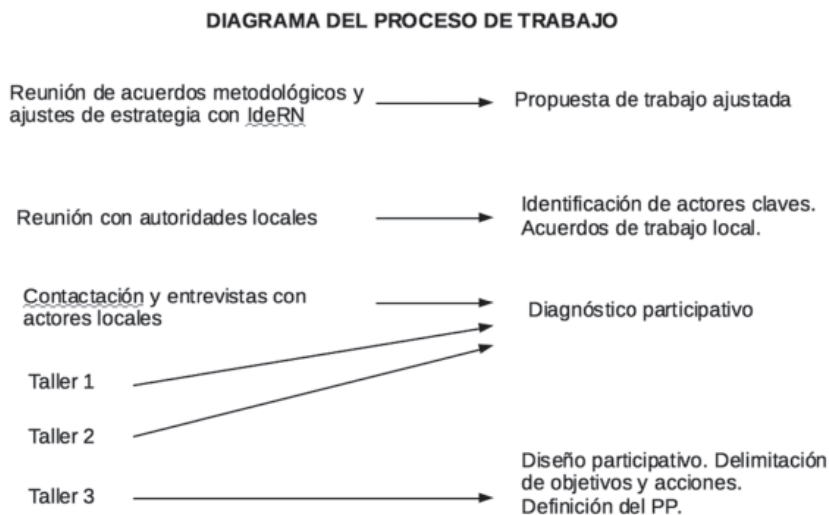 DIAGRAMA DEL PROCESO DE TRABAJO
Reunión de acuerdos metodológicos y
ajustes de estrategia con IdeRN
Propuesta de trabajo ajustada
Reunión con autoridades locales
Identificación de actores claves.
Acuerdos de trabajo local.
Contactación y entrevistas con
actores locales
Diagnóstico participativo
Taller 1
Taller 2
Taller 3
Diseño participativo. Delimitación
de objetivos y acciones.
Definición del PP.